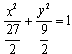 x²/(27/2) + y²/(9/2) = 1